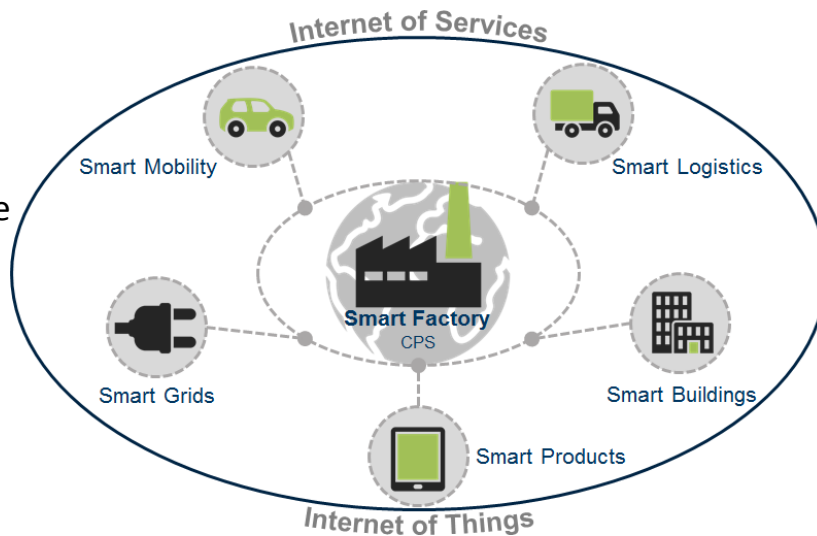 Internet of Services
Smart Mobility
Smart Logistics
e
Smart Factory
CPS
Smart Grids
Smart Buildings
Smart Products
Internet of Things